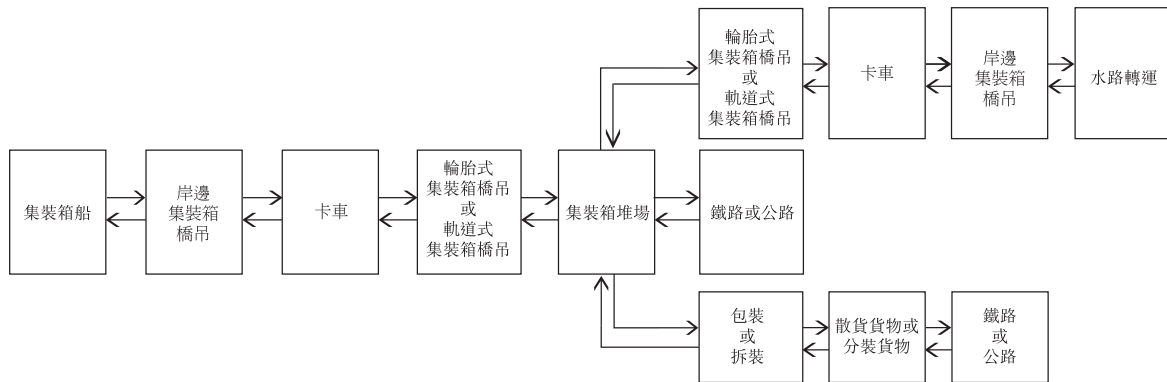 輪胎式
集裝箱橋吊
或
軌道式
集裝箱橋吊
卡車
岸邊
集裝箱
橋吊
水路轉運
集裝箱船
岸邊
集裝箱
橋吊
卡車
輪胎式
集裝箱橋吊
或
軌道式
集裝箱橋吊
集裝箱堆場
鐵路或公路
包裝
或
拆裝
散貨貨物或
分裝貨物
鐵路
或
公路